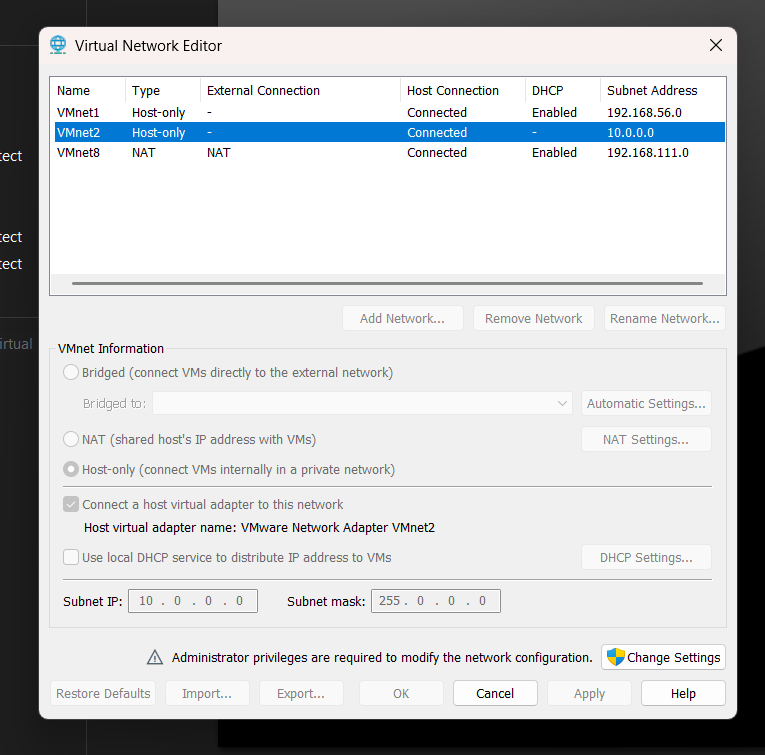 Virtual Network Editor
Name Type External Connection Host Connection DHCP Subnet Address
VMnet1 Host-only - Connected Enabled 192.168.56.0
VMnet2 Host-only - Connected - 10.0.0.0
VMnet8 NAT NAT Connected Enabled 192.168.111.0
tect
tect
tect
irtual
Add Network... Remove Network Rename Network...
VMnet Information
Bridged (connect VMs directly to the external network)
Bridged to: Automatic Settings...
NAT (shared host's IP address with VMs) NAT Settings...
Host-only (connect VMs internally in a private network)
Connect a host virtual adapter to this network
Host virtual adapter name: VMware Network Adapter VMnet2
Use local DHCP service to distribute IP address to VMs DHCP Settings...
Subnet IP: 10 . 0 . 0 . 0 Subnet mask: 255 . 0 . 0 . 0
Administrator privileges are required to modify the network configuration. Change Settings
Restore Defaults Import... Export... OK Cancel Apply Help